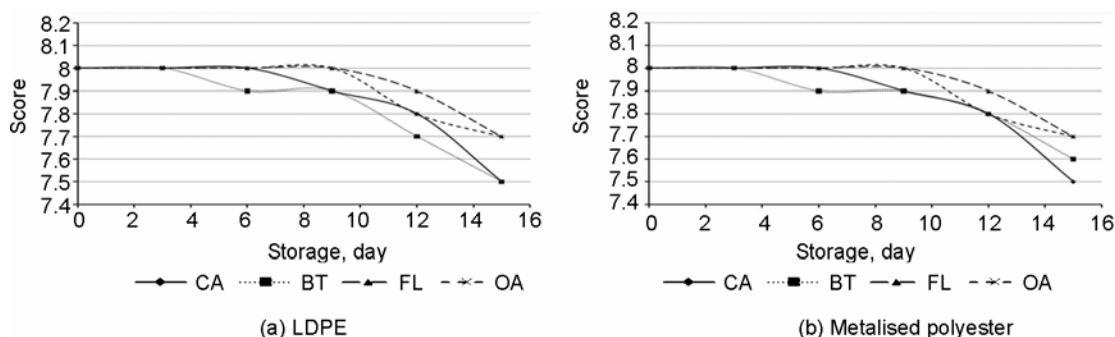 8.2
8.1
8
7.9
7.8
7.7
7.6
7.5
7.4
Score
0 2 4 6 8 10 12 14 16
Storage, day
CA BT FL OA
(a) LDPE
8.2
8.1
8
7.9
7.8
7.7
7.6
7.5
7.4
Score
0 2 4 6 8 10 12 14 16
Storage, day
CA BT FL OA
(b) Metalised polyester